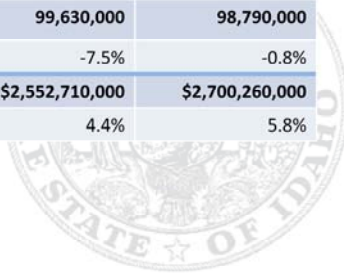 99,630,000 98,790,000
-7.5% -0.8%
$2,552,710,000 $2,700,260,000
4.4% 5.8%
E STATE OF IDAHO